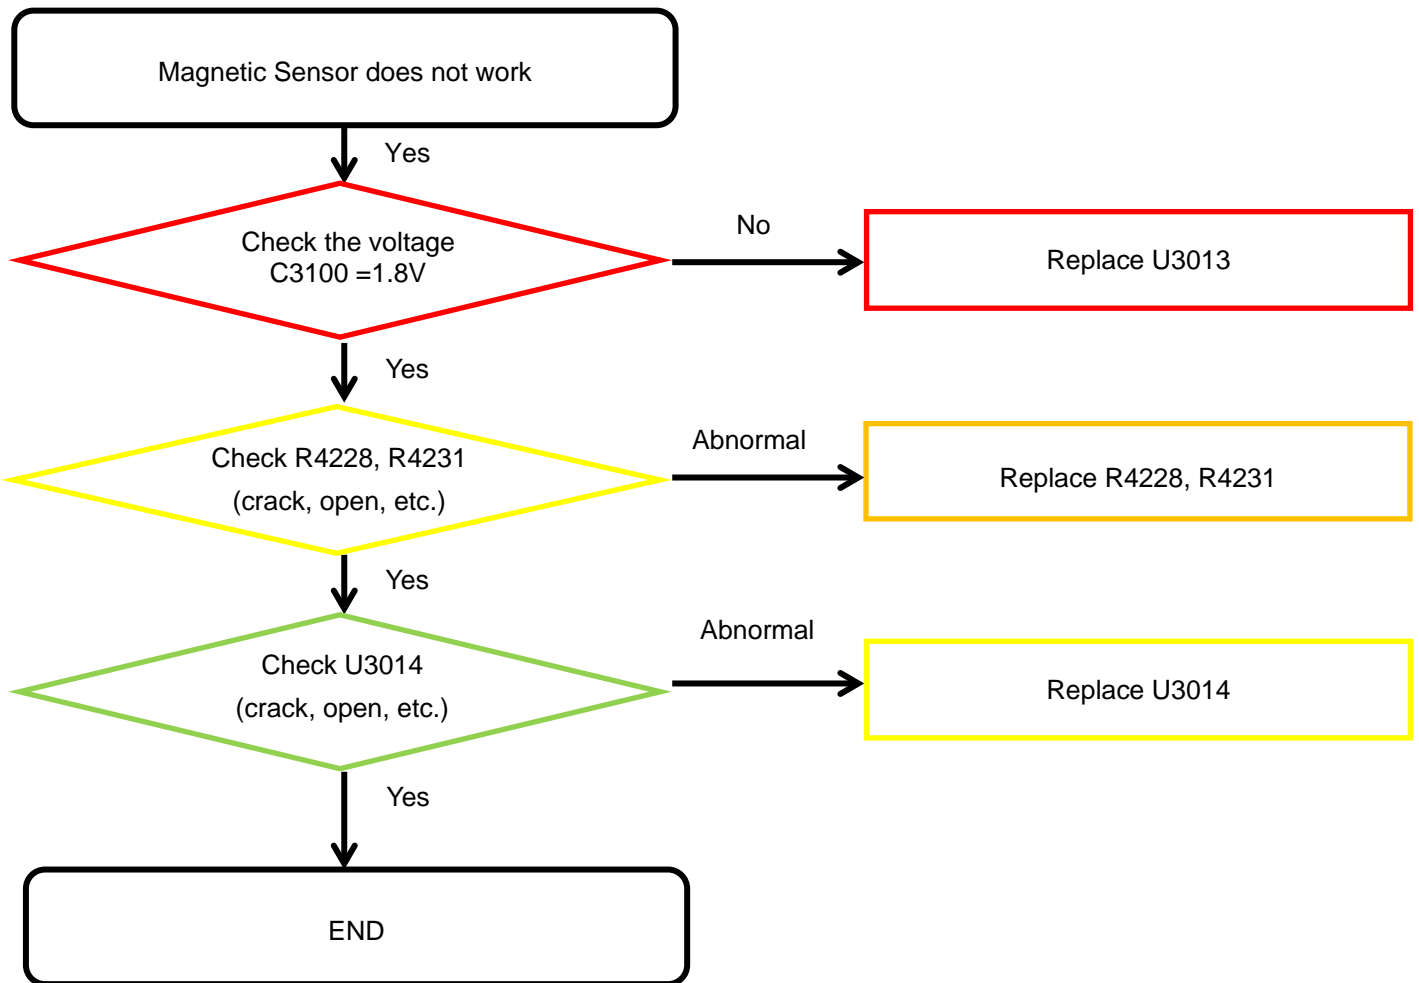 Magnetic Sensor does not work
Yes
Check the voltage
C3100 =1.8V
No
Replace U3013
Yes
Check R4228, R4231
(crack, open, etc.)
Abnormal
Replace R4228, R4231
Yes
Check U3014
(crack, open, etc.)
Abnormal
Replace U3014
Yes
END